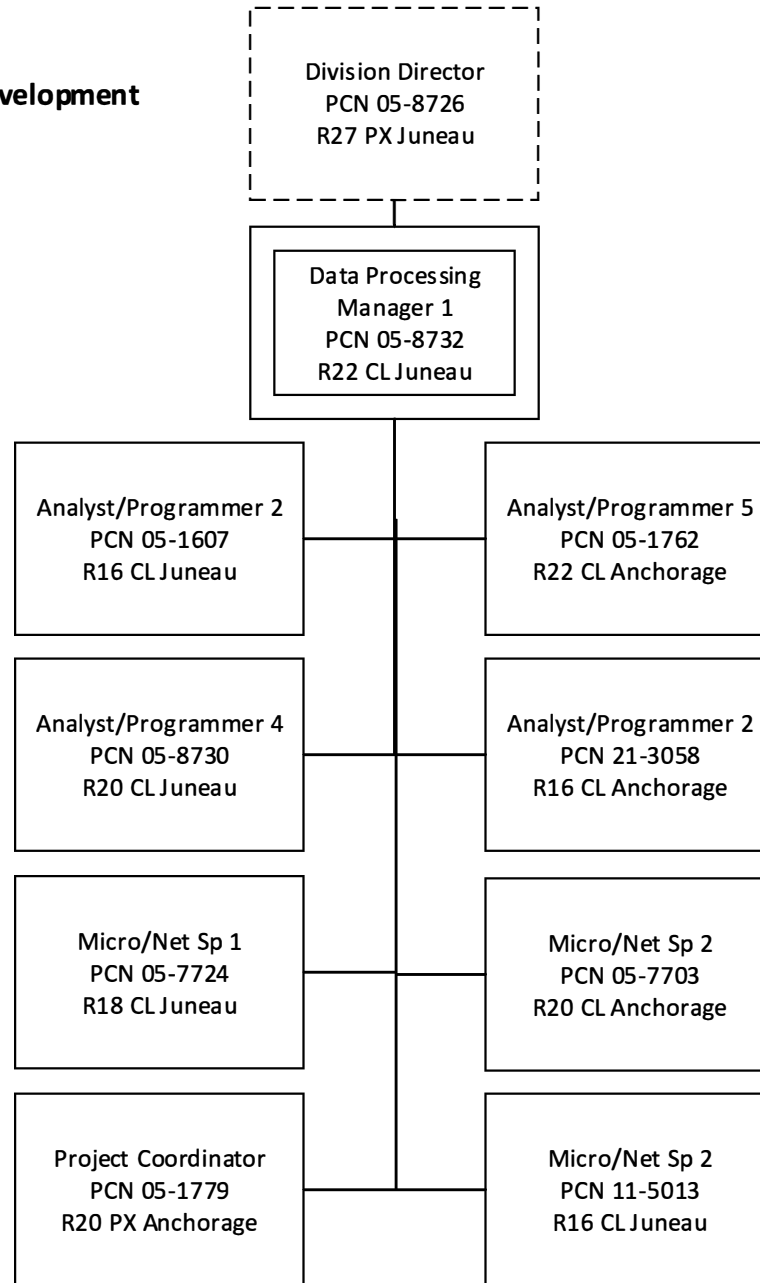 Division Director
PCN 05-8726
R27 PX Juneau
Data Processing
Manager 1
PCN 05-8732
R22 CL Juneau
Analyst/Programmer 2
PCN 05-1607
R16 CL Juneau
Analyst/Programmer 5
PCN 05-1762
R22 CL Anchorage
Analyst/Programmer 4
PCN 05-8730
R20 CL Juneau
Analyst/Programmer 2
PCN 21-3058
R16 CL Anchorage
Micro/Net Sp 1
PCN 05-7724
R18 CL Juneau
Micro/Net Sp 2
PCN 05-7703
R20 CL Anchorage
Project Coordinator
PCN 05-1779
R20 PX Anchorage
Micro/Net Sp 2
PCN 11-5013
R16 CL Juneau